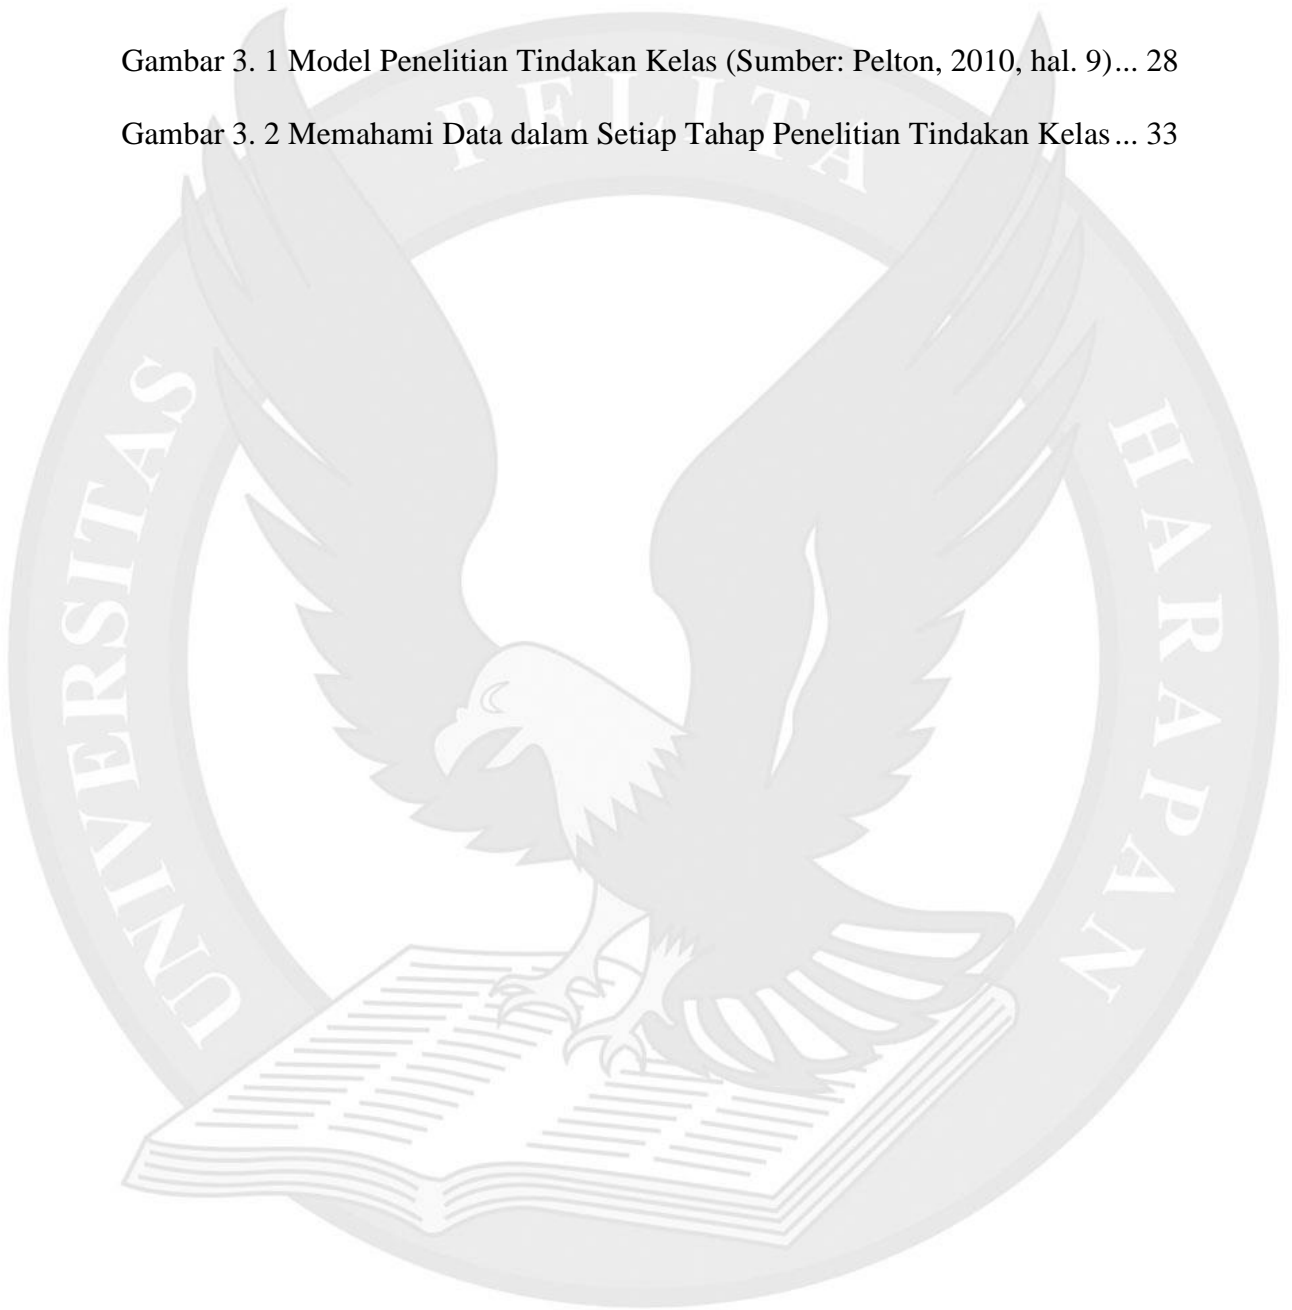 Gambar 3. 1 Model Penelitian Tindakan Kelas (Sumber: Pelton, 2010, hal. 9)... 28
Gambar 3. 2 Memahami Data dalam Setiap Tahap Penelitian Tindakan Kelas... 33
UNIVERSITAS PELITA HARAPAN